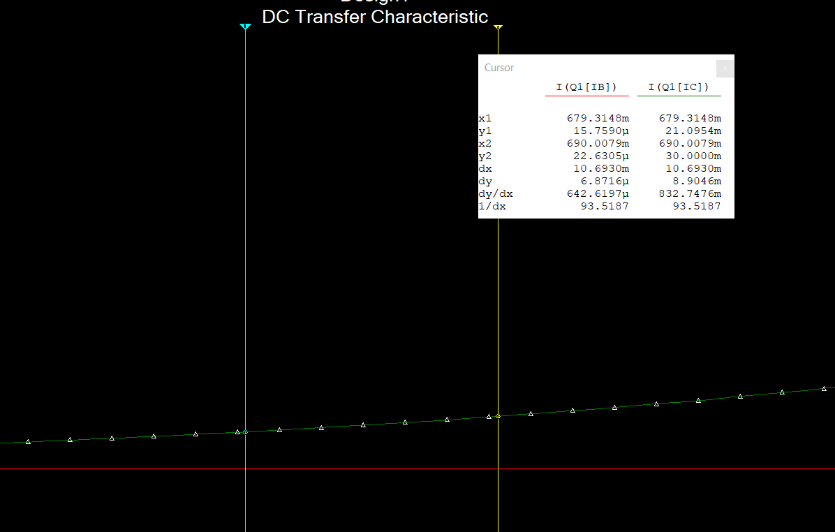 DC Transfer Characteristic
Cursor
I(Q1[IB]) I(Q1[IC])
x1 679.3148m 679.3148m
y1 15.7590µ 21.0954m
x2 690.0079m 690.0079m
y2 22.6305µ 30.0000m
dx 10.6930m 10.6930m
dy 6.8716µ 8.9046m
dy/dx 642.6197µ 832.7476m
1/dx 93.5187 93.5187